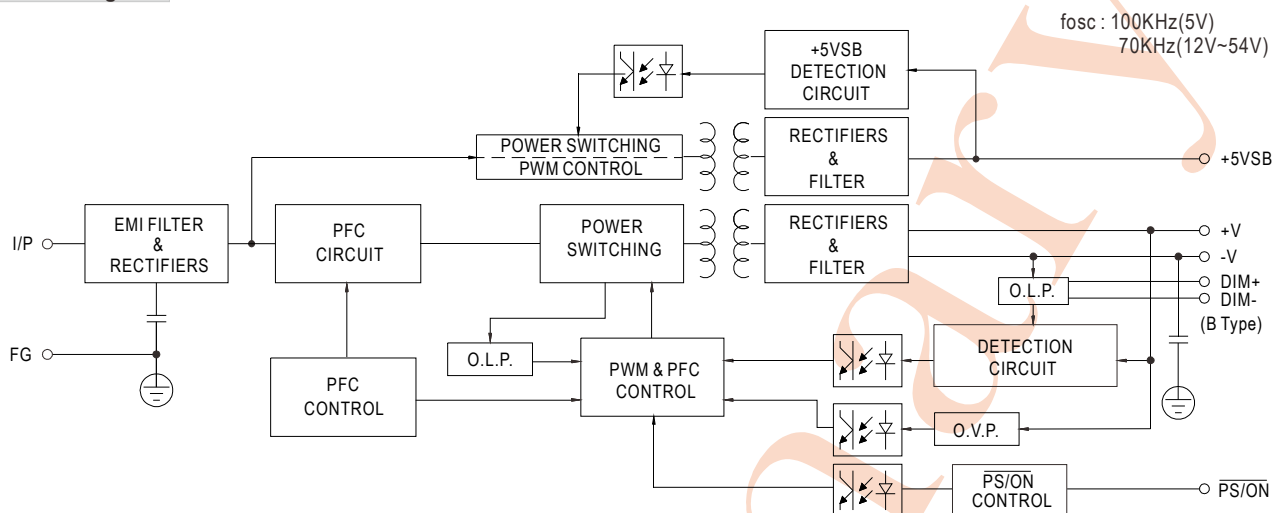 fosc : 100KHz(5V)
70KHz(12V~54V)
+5VSB
DETECTION
CIRCUIT
POWER SWITCHING
PWM CONTROL
RECTIFIERS
&
FILTER
+5VSB
I/P
EMI FILTER
&
RECTIFIERS
PFC
CIRCUIT
POWER
SWITCHING
RECTIFIERS
&
FILTER
+V
-V
DIM+
DIM-
(B Type)
O.L.P.
FG
PFC
CONTROL
O.L.P.
PWM & PFC
CONTROL
DETECTION
CIRCUIT
O.V.P.
PS/ON
CONTROL
PS/ON